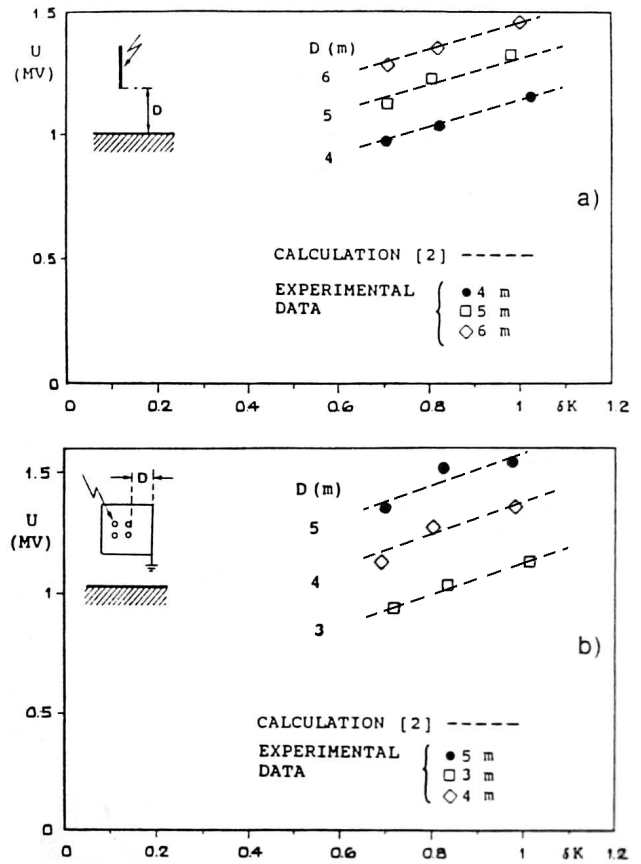 1.5
U
(MV)
D
D (m)
6
5
4
1
a)
CALCULATION [2] -----
EXPERIMENTAL
DATA
● 4 m
□ 5 m
◇ 6 m
0.5
0
0 0.2 0.4 0.6 0.8 1 δK 1.2
1.5
U
(MV)
D
D (m)
5
4
3
1
b)
0.5
CALCULATION [2] -----
EXPERIMENTAL
DATA
● 5 m
□ 3 m
◇ 4 m
0
0 0.2 0.4 0.6 0.8 1 δK 1.2